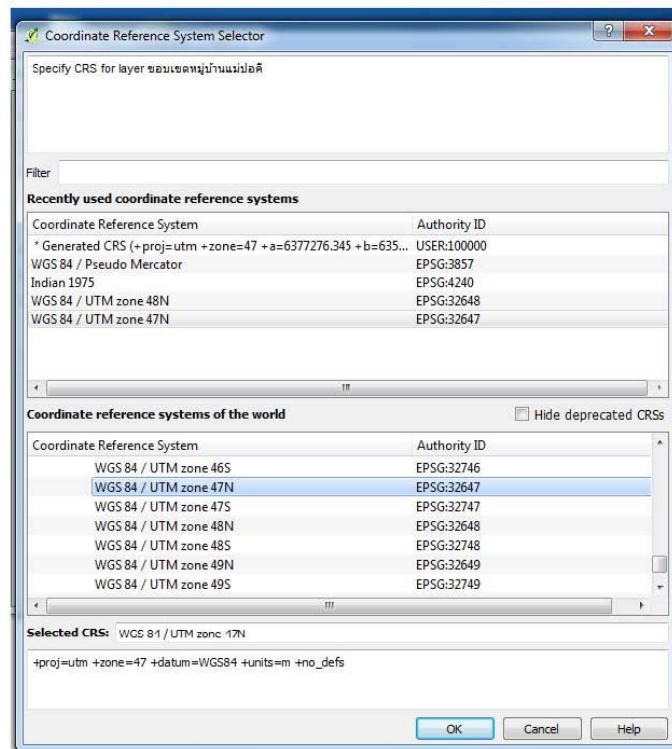 Coordinate Reference System Selector
Specify CRS for layer ขอบเขตหมู่บ้านแม่ปอคี
Filter
Recently used coordinate reference systems
Coordinate Reference System Authority ID
* Generated CRS (+proj=utm +zone=47 +a=6377276.345 +b=635... USER:100000
WGS 84 / Pseudo Mercator EPSG:3857
Indian 1975 EPSG:4240
WGS 84 / UTM zone 48N EPSG:32648
WGS 84 / UTM zone 47N EPSG:32647
Coordinate reference systems of the world Hide deprecated CRSs
Coordinate Reference System Authority ID
WGS 84 / UTM zone 46S EPSG:32746
WGS 84 / UTM zone 47N EPSG:32647
WGS 84 / UTM zone 47S EPSG:32747
WGS 84 / UTM zone 48N EPSG:32648
WGS 84 / UTM zone 48S EPSG:32748
WGS 84 / UTM zone 49N EPSG:32649
WGS 84 / UTM zone 49S EPSG:32749
Selected CRS: WGS 84 / UTM zone 47N
+proj=utm +zone=47 +datum=WGS84 +units=m +no_defs
OK Cancel Help